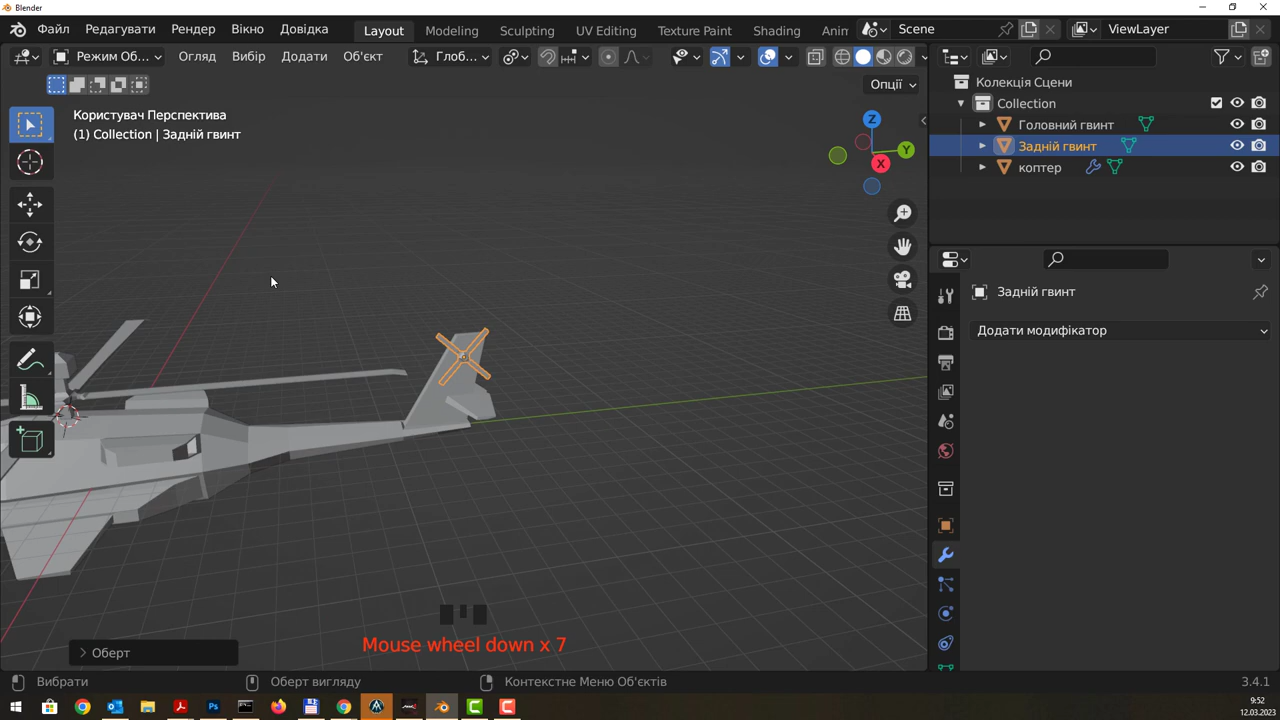 Blender
Файл Редагувати Рендер Вікно Довідка Layout Modeling Sculpting UV Editing Texture Paint Shading Anim Scene ViewLayer
Режим Об... Огляд Вибір Додати Об'єкт Глоб...
Опції
Користувач Перспектива
(1) Collection | Задній гвинт
Z
Y
X
Колекція Сцени
Collection
Головний гвинт
Задній гвинт
коптер
Задній гвинт
Додати модифікатор
Mouse wheel down x 7
Оберт
Вибрати Оберт вигляду Контекстне Меню Об'єктів 3.4.1
9:52
12.03.2023